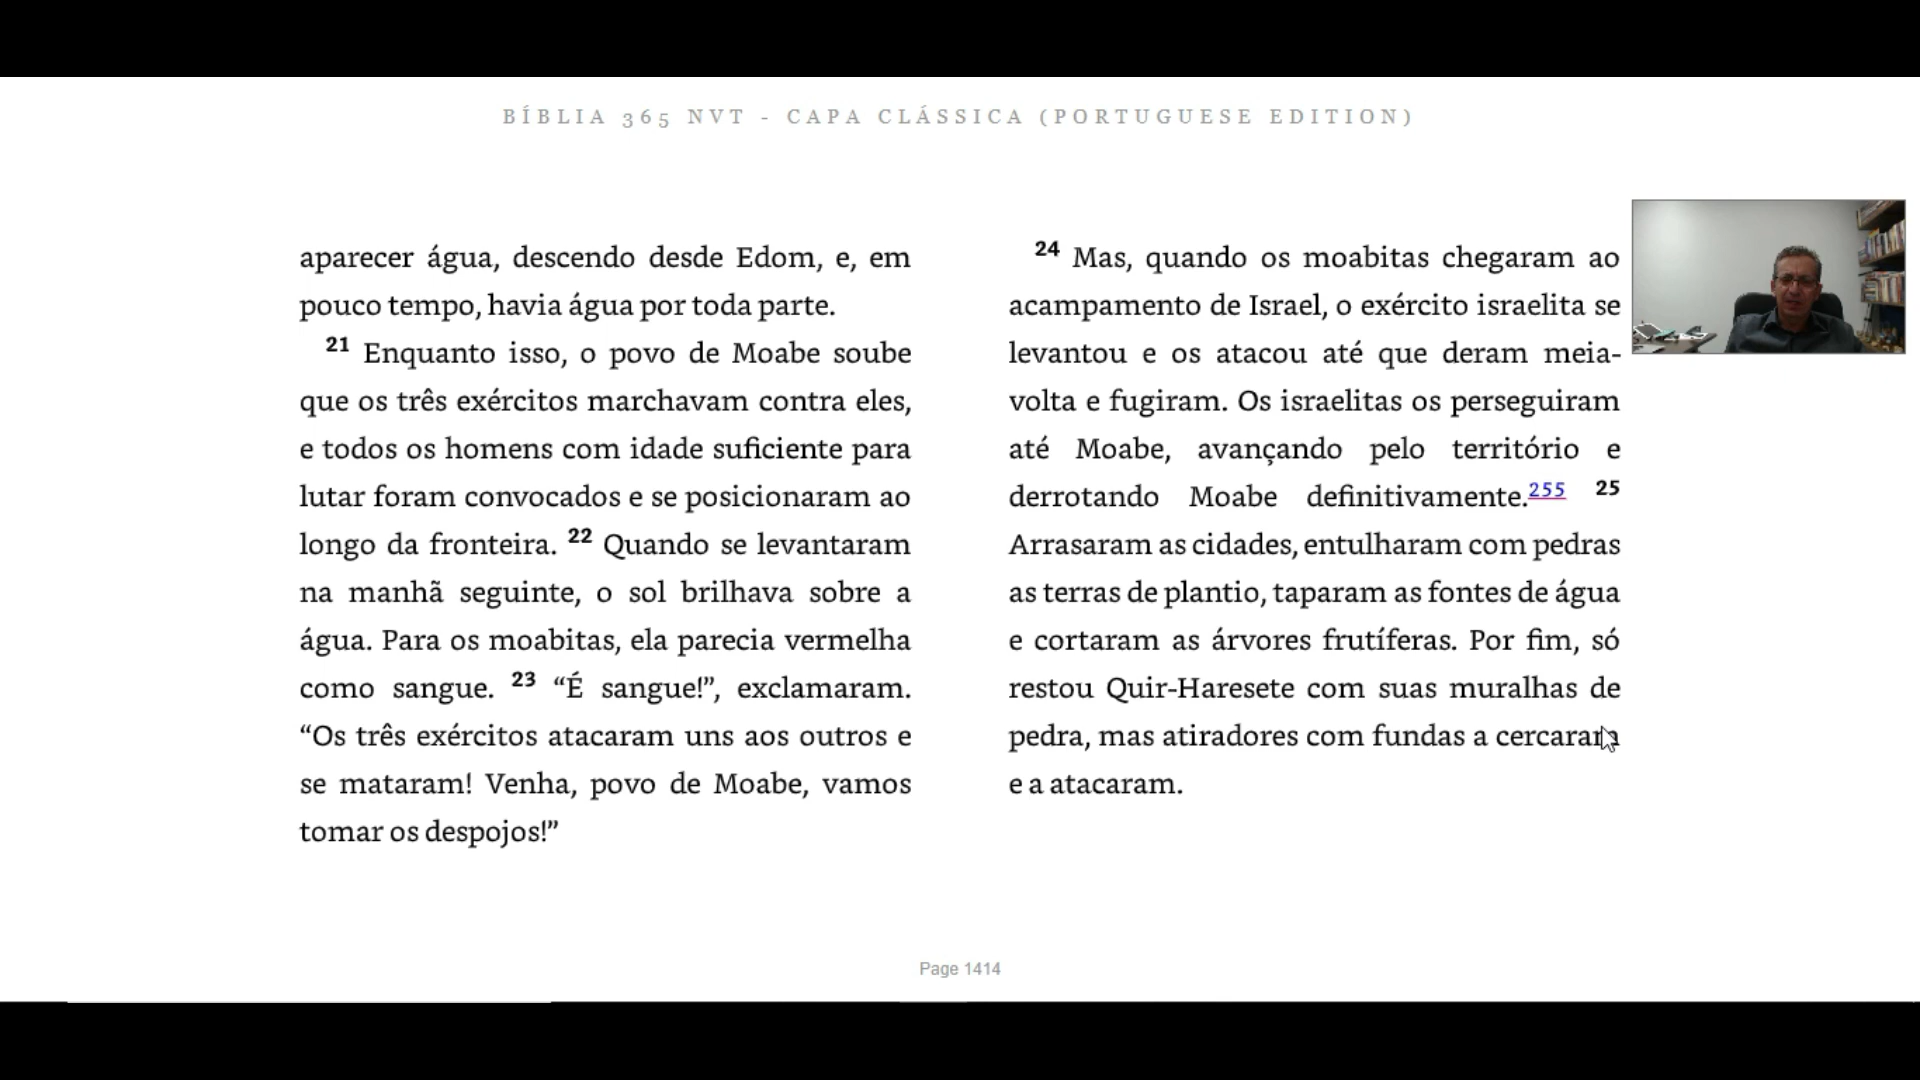 BÍBLIA 365 NVT - CAPA CLÁSSICA (PORTUGUESE EDITION)
aparecer água, descendo desde Edom, e, em
pouco tempo, havia água por toda parte.
21 Enquanto isso, o povo de Moabe soube
que os três exércitos marchavam contra eles,
e todos os homens com idade suficiente para
lutar foram convocados e se posicionaram ao
longo da fronteira. 22 Quando se levantaram
na manhã seguinte, o sol brilhava sobre a
água. Para os moabitas, ela parecia vermelha
como sangue. 23 “É sangue!”, exclamaram.
“Os três exércitos atacaram uns aos outros e
se mataram! Venha, povo de Moabe, vamos
tomar os despojos!”
24 Mas, quando os moabitas chegaram ao
acampamento de Israel, o exército israelita se
levantou e os atacou até que deram meia-
volta e fugiram. Os israelitas os perseguiram
até Moabe, avançando pelo território e
derrotando Moabe definitivamente.255 25
Arrasaram as cidades, entulharam com pedras
as terras de plantio, taparam as fontes de água
e cortaram as árvores frutíferas. Por fim, só
restou Quir-Haresete com suas muralhas de
pedra, mas atiradores com fundas a cercaram
e a atacaram.
Page 1414